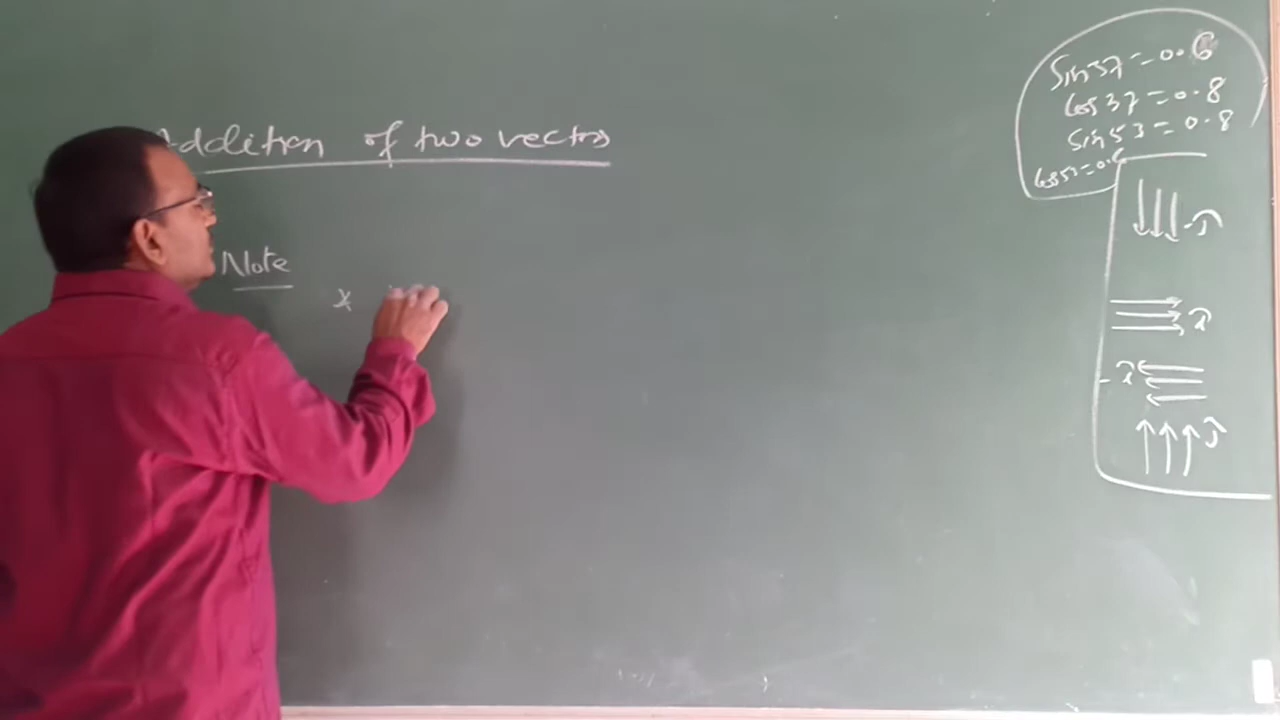 Addition of two vectors
Note
x
Sin37=0.6
Cos37=0.8
Sin53=0.8
Cos53=0.6
-ĵ
î
-î
ĵ